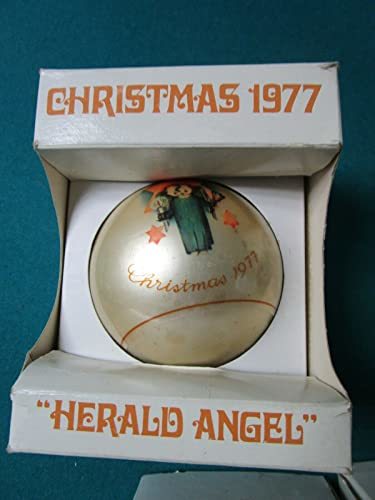 CHRISTMAS 1977
Christmas 1977
"HERALD ANGEL"